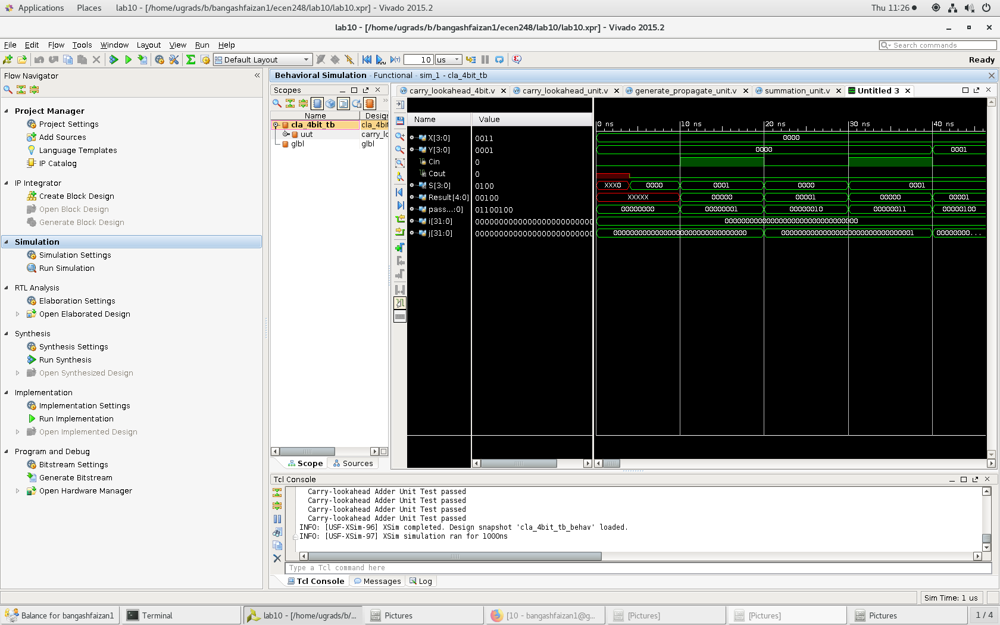 Applications Places lab10 - [/home/ugrads/b/bangashfaizan1/ecen248/lab10/lab10.xpr] - Vivado 2015.2 Thu 11:26
lab10 - [/home/ugrads/b/bangashfaizan1/ecen248/lab10/lab10.xpr] - Vivado 2015.2
File Edit Flow Tools Window Layout View Run Help Search commands
Default Layout 10 us Ready
Flow Navigator
Project Manager
Project Settings
Add Sources
Language Templates
IP Catalog
IP Integrator
Create Block Design
Open Block Design
Generate Block Design
Simulation
Simulation Settings
Run Simulation
RTL Analysis
Elaboration Settings
Open Elaborated Design
Synthesis
Synthesis Settings
Run Synthesis
Open Synthesized Design
Implementation
Implementation Settings
Run Implementation
Open Implemented Design
Program and Debug
Bitstream Settings
Generate Bitstream
Open Hardware Manager
Behavioral Simulation - Functional - sim_1 - cla_4bit_tb
Scopes
Name Desigr
cla_4bit_tb cla_4bit
uut carry_lc
glbl glbl
Scope Sources
carry_lookahead_4bit.v carry_lookahead_unit.v generate_propagate_unit.v summation_unit.v Untitled 3
Name Value
0 ns 10 ns 20 ns 30 ns 40 ns
X[3:0] 0011 0000
Y[3:0] 0001 0000 0001
Cin 0
Cout 0
S[3:0] 0100 XXX0 0000 0001 0000 0001
Result[4:0] 00100 XXXXX 00000 00001 00000 00001
pass...:0] 01100100 00000000 00000001 00000010 00000011 00000100
i[31:0] 0000000000000000000000000 00000000000000000000000000000000
j[31:0] 0000000000000000000000000 00000000000000000000000000000000 00000000000000000000000000000001 00000000...
Tcl Console
Carry-lookahead Adder Unit Test passed
Carry-lookahead Adder Unit Test passed
Carry-lookahead Adder Unit Test passed
Carry-lookahead Adder Unit Test passed
INFO: [USF-XSim-96] XSim completed. Design snapshot 'cla_4bit_tb_behav' loaded.
INFO: [USF-XSim-97] XSim simulation ran for 1000ns
Type a Tcl command here
Tcl Console Messages Log
Sim Time: 1 us
Balance for bangashfaizan1 Terminal lab10 - [/home/ugrads/b/... Pictures [10 - bangashfaizan1@g... [Pictures] [Pictures] Pictures 1 / 4